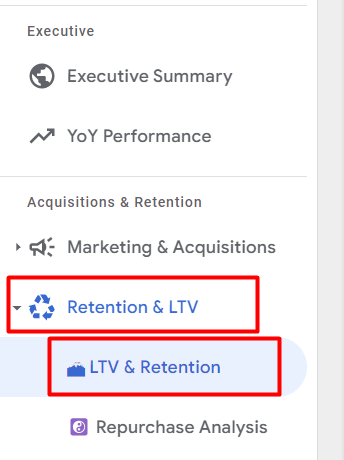 Executive
Executive Summary
YoY Performance
Acquisitions & Retention
Marketing & Acquisitions
Retention & LTV
LTV & Retention
Repurchase Analysis